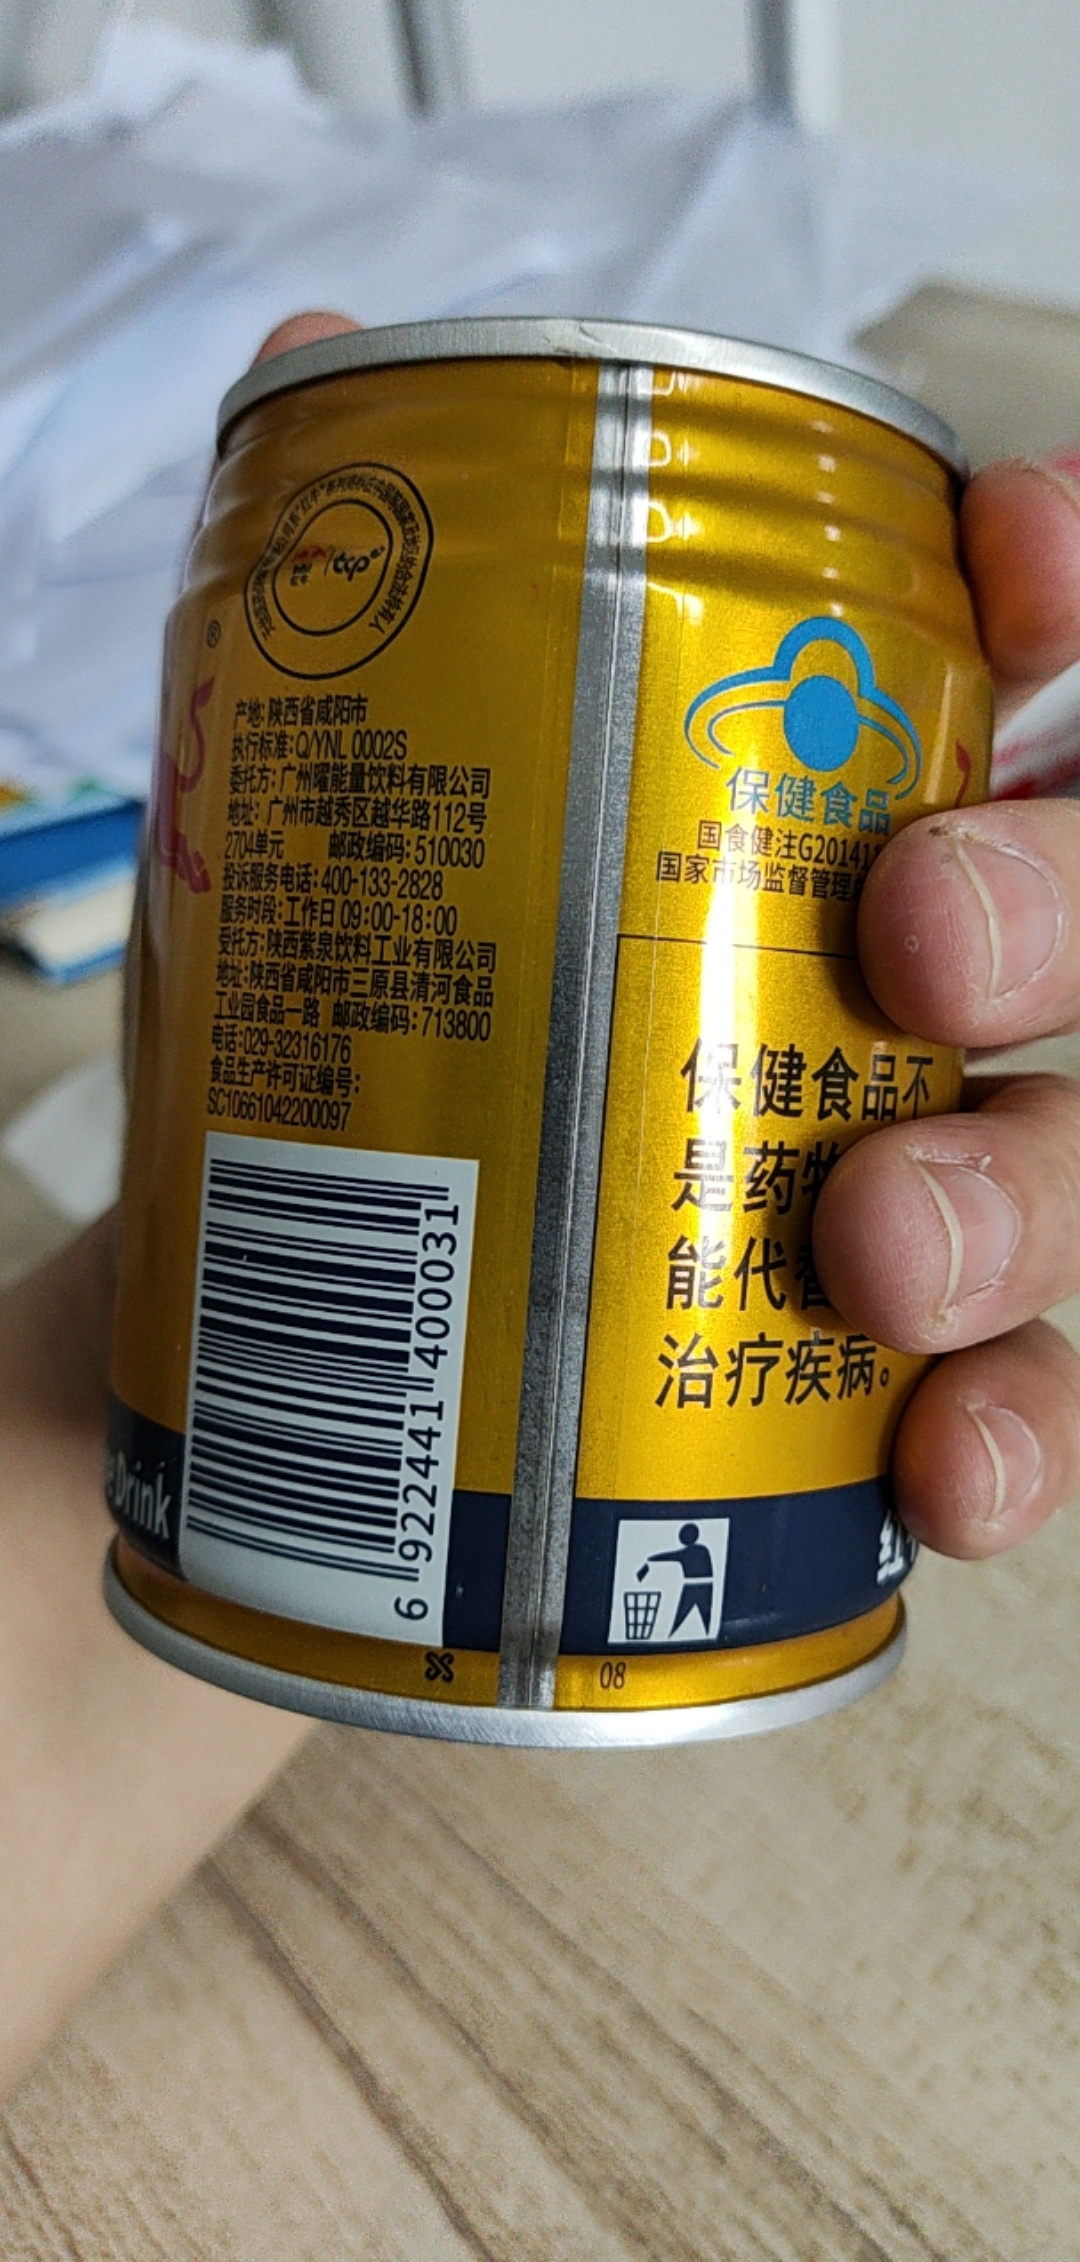 ®
产地:陕西省咸阳市
执行标准:Q/YNL 0002S
委托方:广州曜能量饮料有限公司
地址:广州市越秀区越华路112号
2704单元 邮政编码:510030
投诉服务电话:400-133-2828
服务时段:工作日 09:00-18:00
受托方:陕西紫泉饮料工业有限公司
地址:陕西省咸阳市三原县清河食品
工业园食品一路 邮政编码:713800
电话:029-32316176
食品生产许可证编号:
SC10661042200097
6 922441 400031
Drink
保健食品
国食健注G20141
国家市场监督管理
保健食品不
是药物
能代替
治疗疾病。
红
08